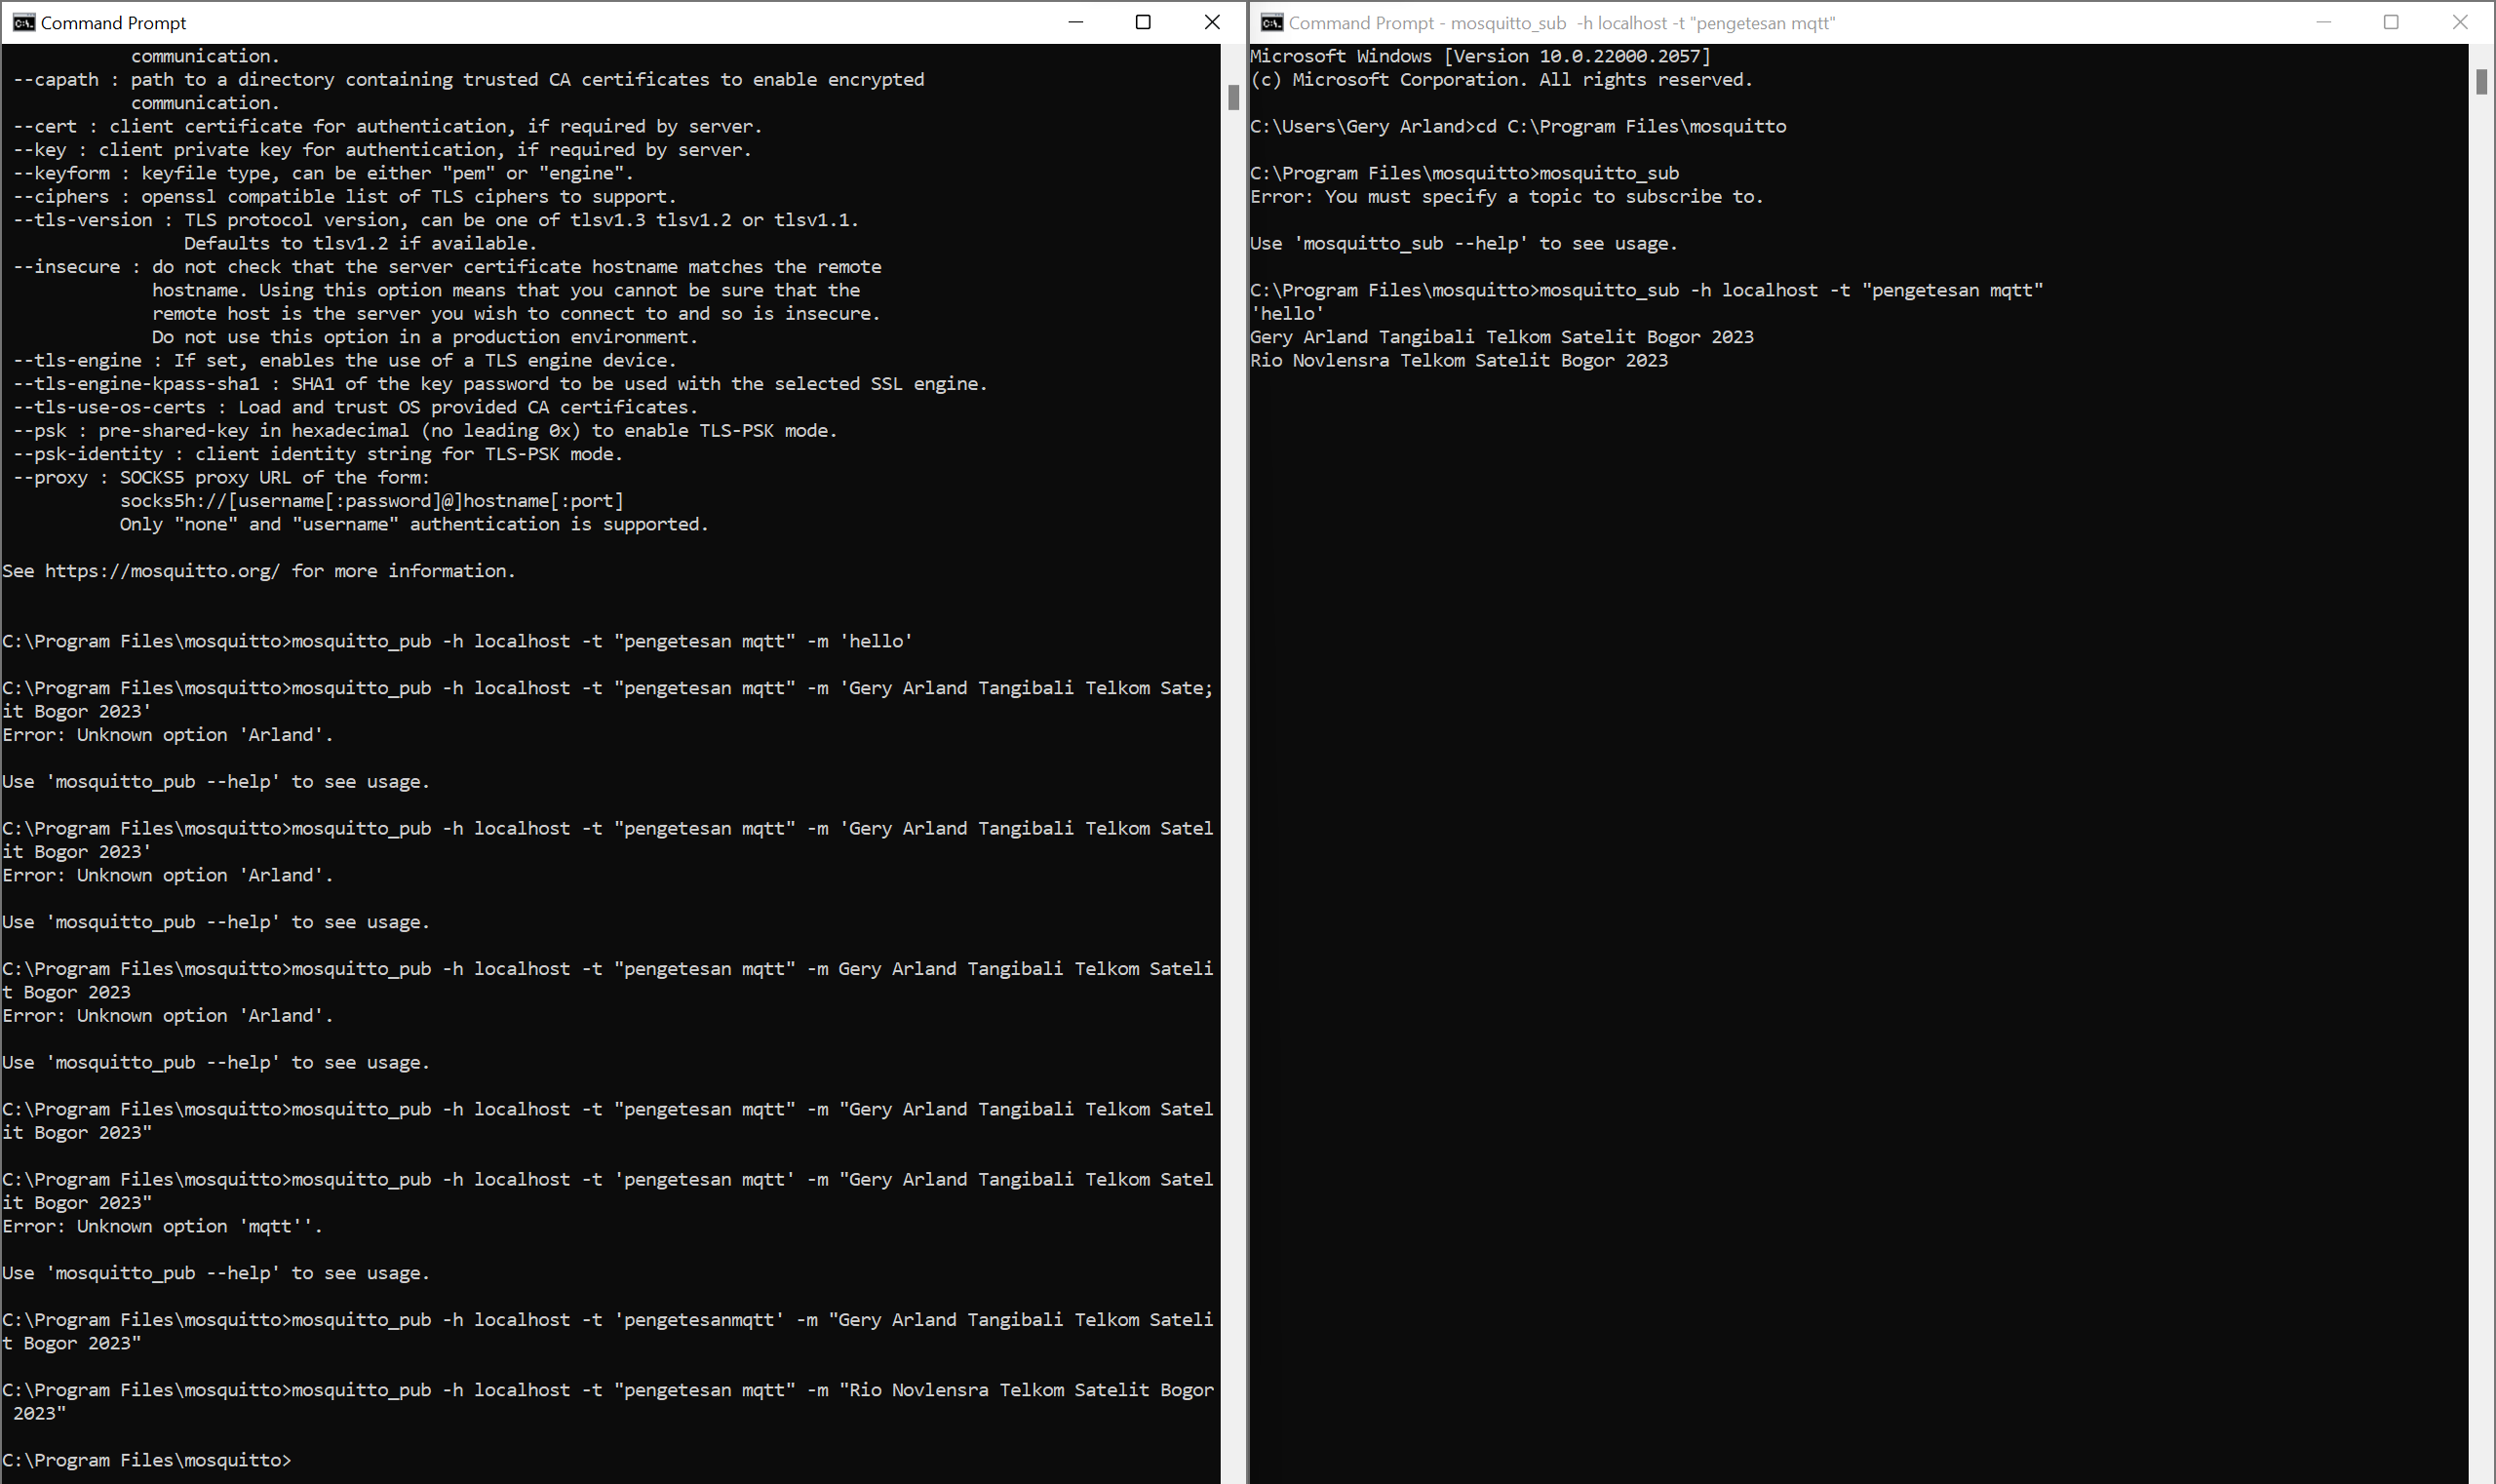 Command Prompt
communication.
--capath : path to a directory containing trusted CA certificates to enable encrypted
communication.
--cert : client certificate for authentication, if required by server.
--key : client private key for authentication, if required by server.
--keyform : keyfile type, can be either "pem" or "engine".
--ciphers : openssl compatible list of TLS ciphers to support.
--tls-version : TLS protocol version, can be one of tlsv1.3 tlsv1.2 or tlsv1.1.
Defaults to tlsv1.2 if available.
--insecure : do not check that the server certificate hostname matches the remote
hostname. Using this option means that you cannot be sure that the
remote host is the server you wish to connect to and so is insecure.
Do not use this option in a production environment.
--tls-engine : If set, enables the use of a TLS engine device.
--tls-engine-kpass-sha1 : SHA1 of the key password to be used with the selected SSL engine.
--tls-use-os-certs : Load and trust OS provided CA certificates.
--psk : pre-shared-key in hexadecimal (no leading 0x) to enable TLS-PSK mode.
--psk-identity : client identity string for TLS-PSK mode.
--proxy : SOCKS5 proxy URL of the form:
socks5h://[username[:password]@]hostname[:port]
Only "none" and "username" authentication is supported.
See https://mosquitto.org/ for more information.
C:\Program Files\mosquitto>mosquitto_pub -h localhost -t "pengetesan mqtt" -m 'hello'
C:\Program Files\mosquitto>mosquitto_pub -h localhost -t "pengetesan mqtt" -m 'Gery Arland Tangibali Telkom Sate;
it Bogor 2023'
Error: Unknown option 'Arland'.
Use 'mosquitto_pub --help' to see usage.
C:\Program Files\mosquitto>mosquitto_pub -h localhost -t "pengetesan mqtt" -m 'Gery Arland Tangibali Telkom Satel
it Bogor 2023'
Error: Unknown option 'Arland'.
Use 'mosquitto_pub --help' to see usage.
C:\Program Files\mosquitto>mosquitto_pub -h localhost -t "pengetesan mqtt" -m Gery Arland Tangibali Telkom Sateli
t Bogor 2023
Error: Unknown option 'Arland'.
Use 'mosquitto_pub --help' to see usage.
C:\Program Files\mosquitto>mosquitto_pub -h localhost -t "pengetesan mqtt" -m "Gery Arland Tangibali Telkom Satel
it Bogor 2023"
C:\Program Files\mosquitto>mosquitto_pub -h localhost -t 'pengetesan mqtt' -m "Gery Arland Tangibali Telkom Satel
it Bogor 2023"
Error: Unknown option 'mqtt''.
Use 'mosquitto_pub --help' to see usage.
C:\Program Files\mosquitto>mosquitto_pub -h localhost -t 'pengetesanmqtt' -m "Gery Arland Tangibali Telkom Sateli
t Bogor 2023"
C:\Program Files\mosquitto>mosquitto_pub -h localhost -t "pengetesan mqtt" -m "Rio Novlensra Telkom Satelit Bogor
2023"
C:\Program Files\mosquitto>
Command Prompt - mosquitto_sub  -h localhost -t "pengetesan mqtt"
Microsoft Windows [Version 10.0.22000.2057]
(c) Microsoft Corporation. All rights reserved.
C:\Users\Gery Arland>cd C:\Program Files\mosquitto
C:\Program Files\mosquitto>mosquitto_sub
Error: You must specify a topic to subscribe to.
Use 'mosquitto_sub --help' to see usage.
C:\Program Files\mosquitto>mosquitto_sub -h localhost -t "pengetesan mqtt"
'hello'
Gery Arland Tangibali Telkom Satelit Bogor 2023
Rio Novlensra Telkom Satelit Bogor 2023